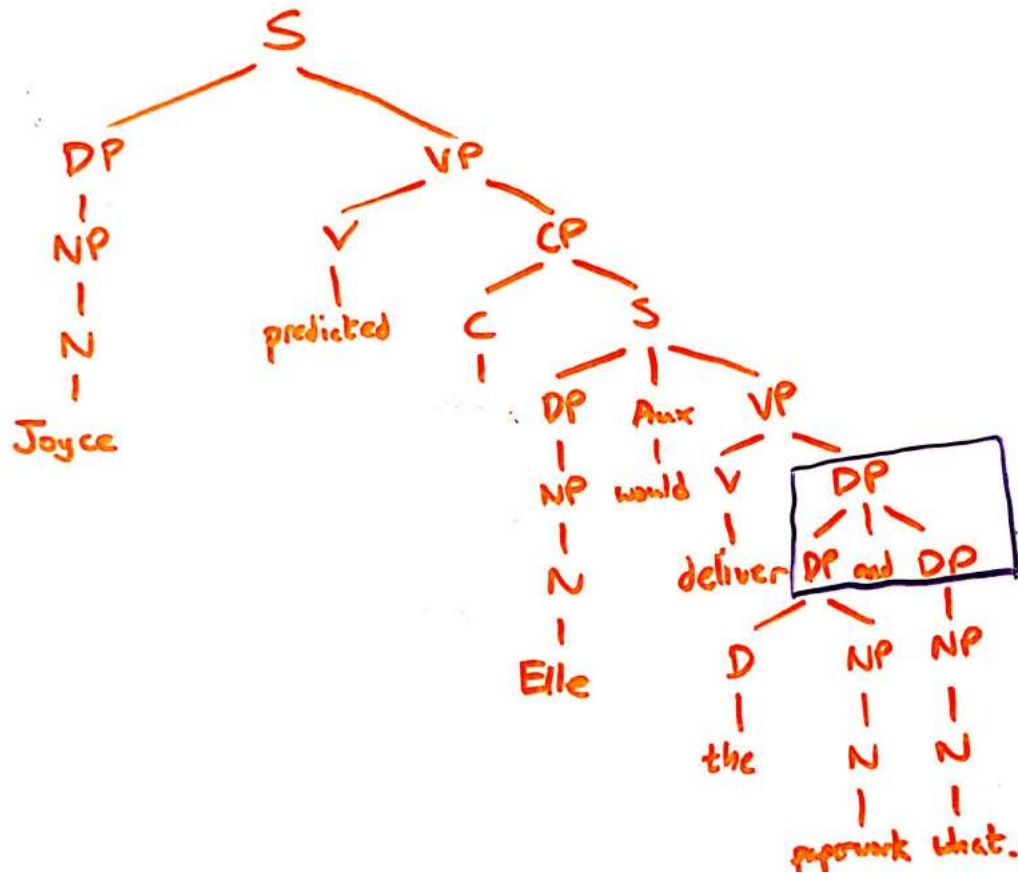 S
DP VP
NP V CP
N predicted C S
Joyce DP Aux VP
NP would V DP
N deliver DP and DP
Elle D NP NP
the N N
paperwork what.